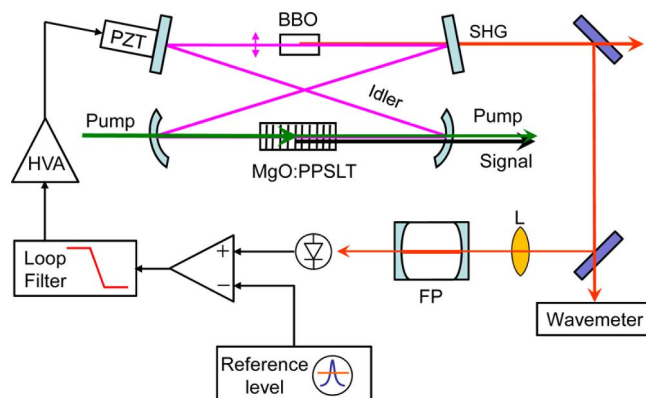 PZT
BBO
SHG
Idler
Pump
Pump
Signal
MgO:PPSLT
HVA
L
Loop
Filter
+
−
FP
Wavemeter
Reference
level